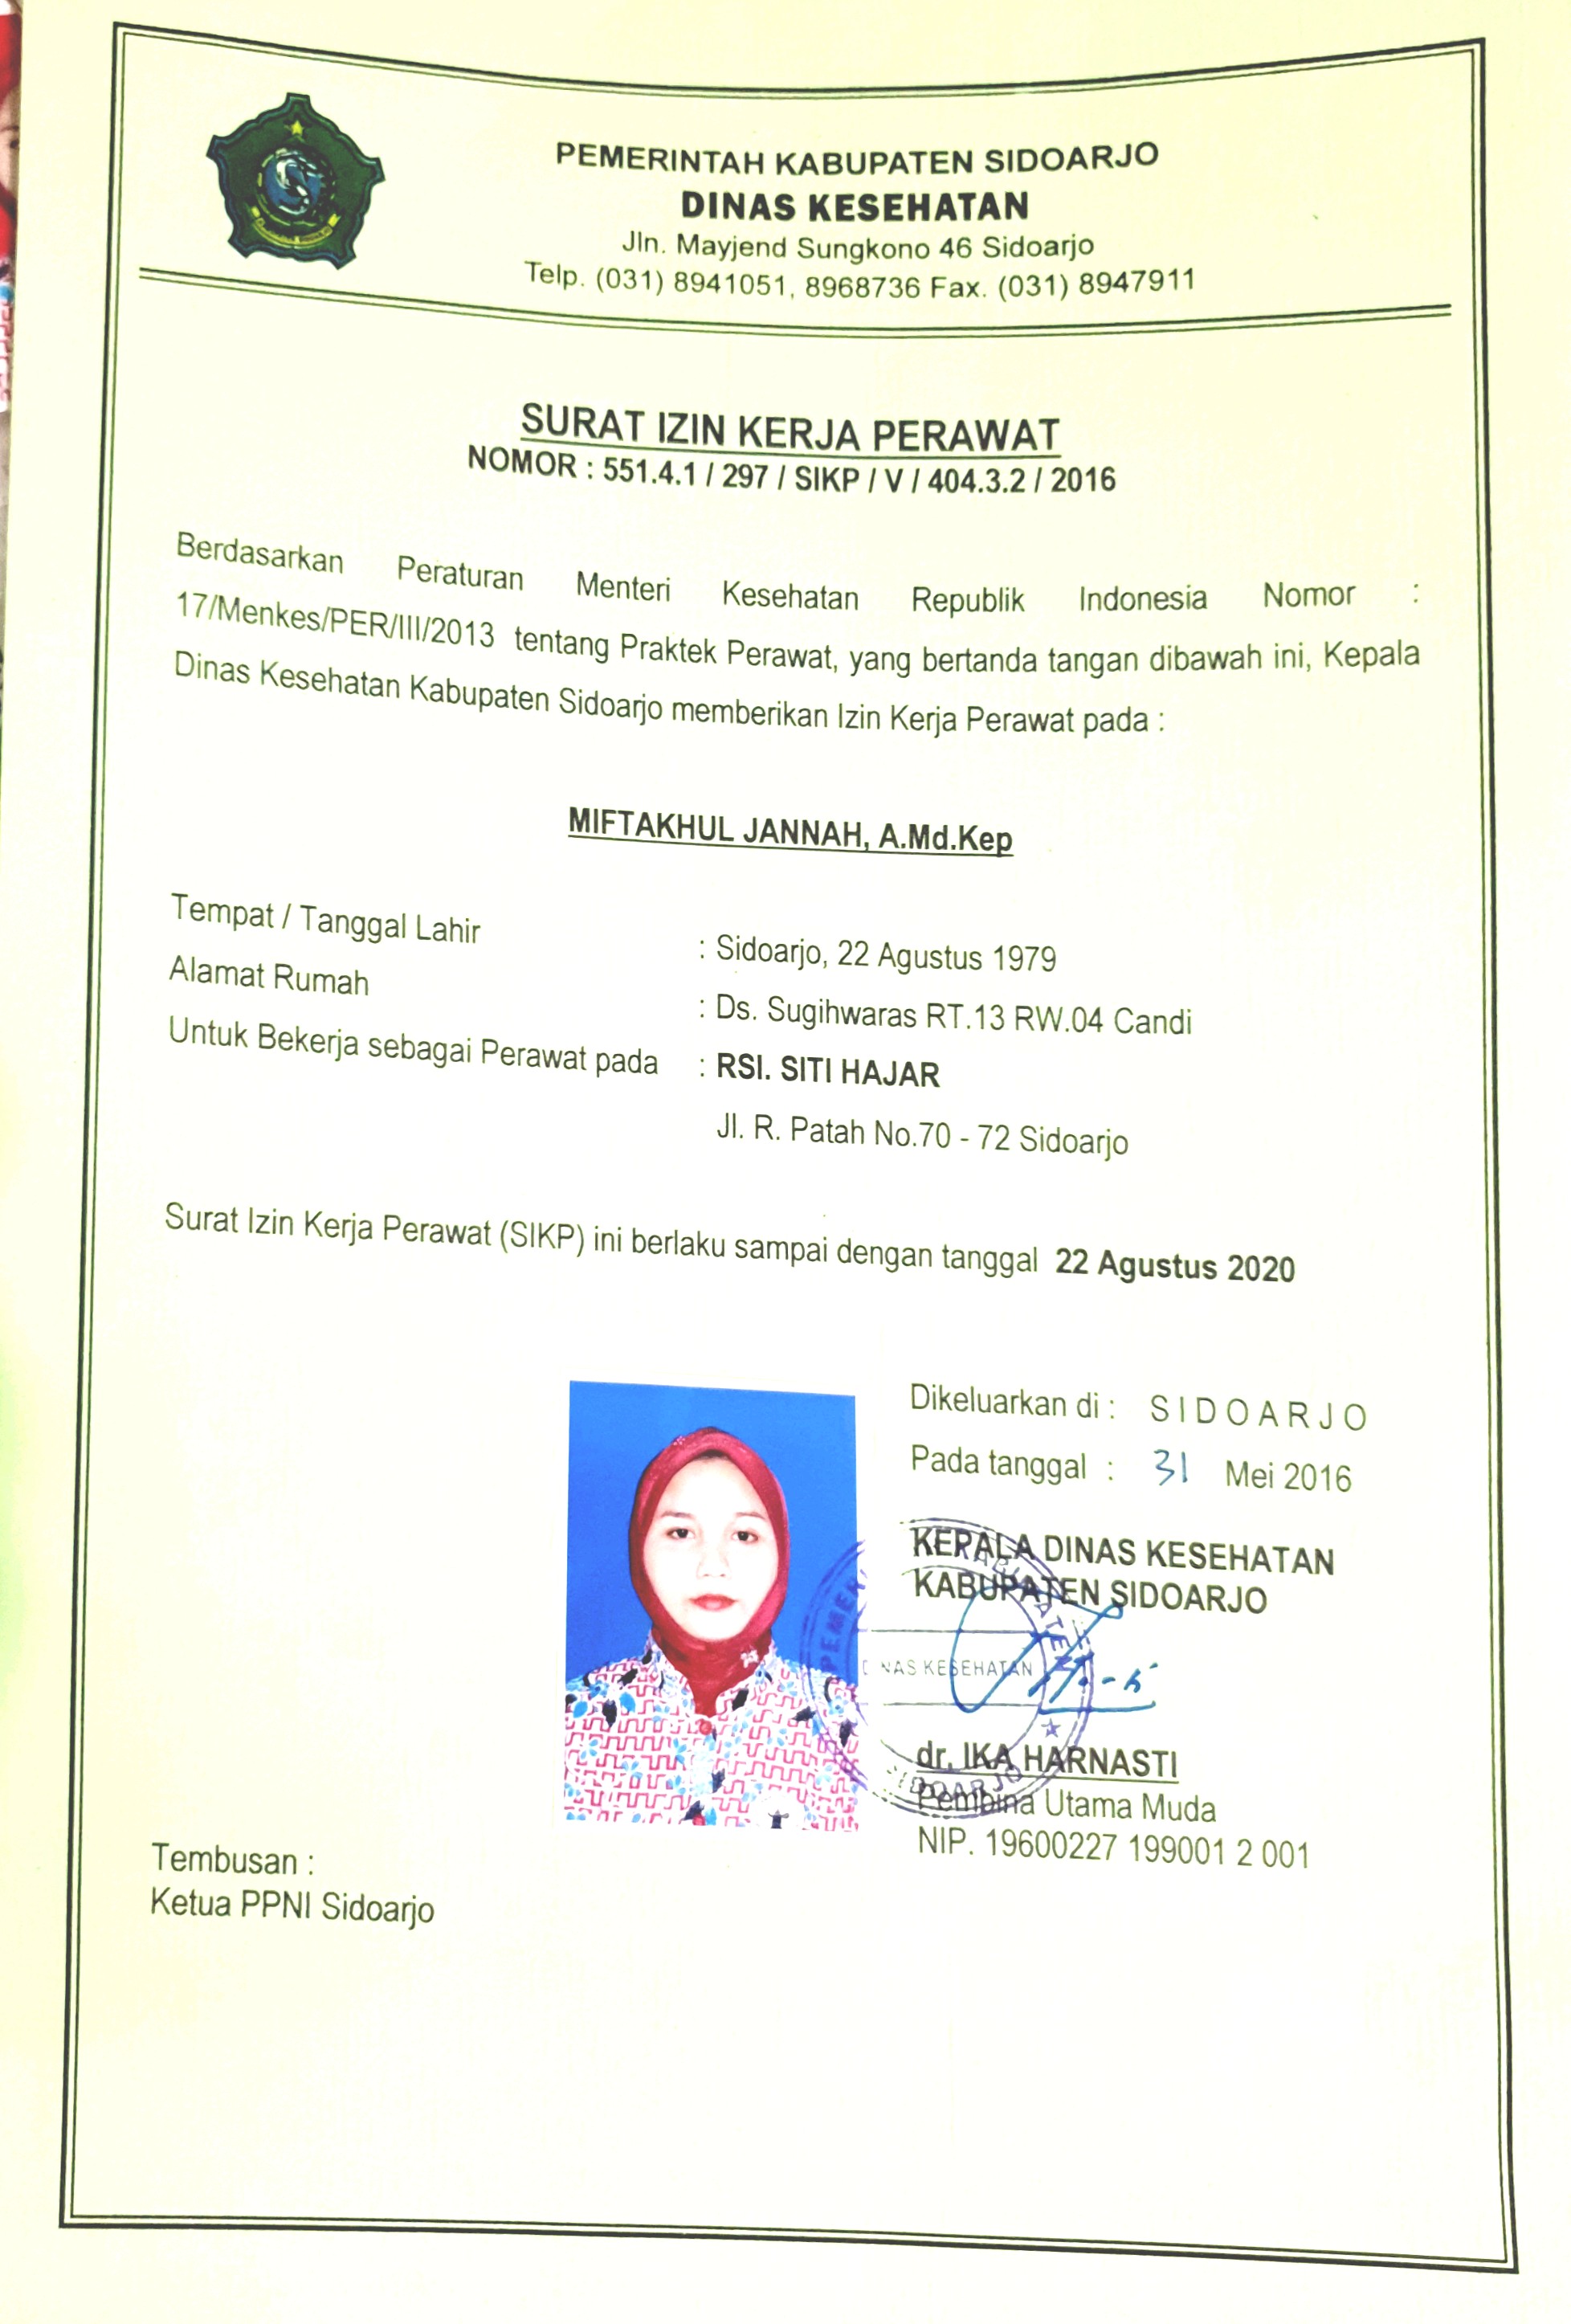 PEMERINTAH KABUPATEN SIDOARJO
DINAS KESEHATAN
Jln. Mayjend Sungkono 46 Sidoarjo
Telp. (031) 8941051, 8968736 Fax. (031) 8947911
SURAT IZIN KERJA PERAWAT
NOMOR : 551.4.1 / 297 / SIKP / V / 404.3.2 / 2016
Berdasarkan Peraturan Menteri Kesehatan Republik Indonesia Nomor :
17/Menkes/PER/III/2013 tentang Praktek Perawat, yang bertanda tangan dibawah ini, Kepala
Dinas Kesehatan Kabupaten Sidoarjo memberikan Izin Kerja Perawat pada :
MIFTAKHUL JANNAH, A.Md.Kep
Tempat / Tanggal Lahir : Sidoarjo, 22 Agustus 1979
Alamat Rumah : Ds. Sugihwaras RT.13 RW.04 Candi
Untuk Bekerja sebagai Perawat pada : RSI. SITI HAJAR
Jl. R. Patah No.70 - 72 Sidoarjo
Surat Izin Kerja Perawat (SIKP) ini berlaku sampai dengan tanggal 22 Agustus 2020
Dikeluarkan di : SIDOARJO
Pada tanggal : 31 Mei 2016
KEPALA DINAS KESEHATAN
KABUPATEN SIDOARJO
DINAS KESEHATAN
SIDOARJO
dr. IKA HARNASTI
Pembina Utama Muda
NIP. 19600227 199001 2 001
Tembusan :
Ketua PPNI Sidoarjo